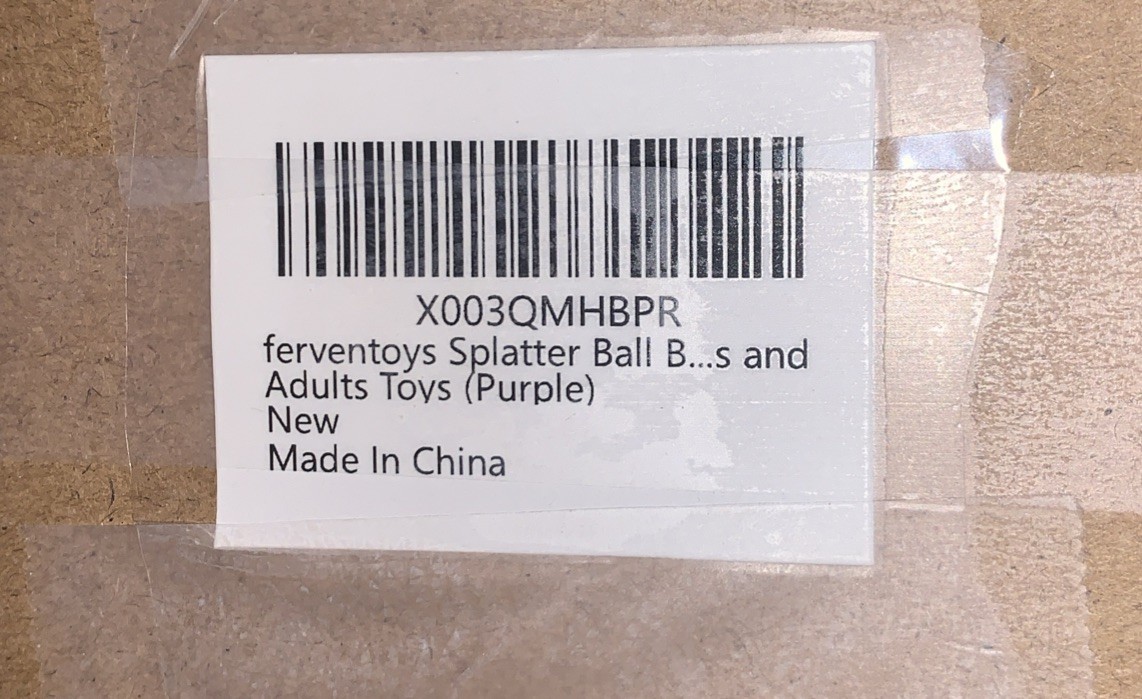 X003QMHBPR
ferventoys Splatter Ball B...s and
Adults Toys (Purple)
New
Made In China